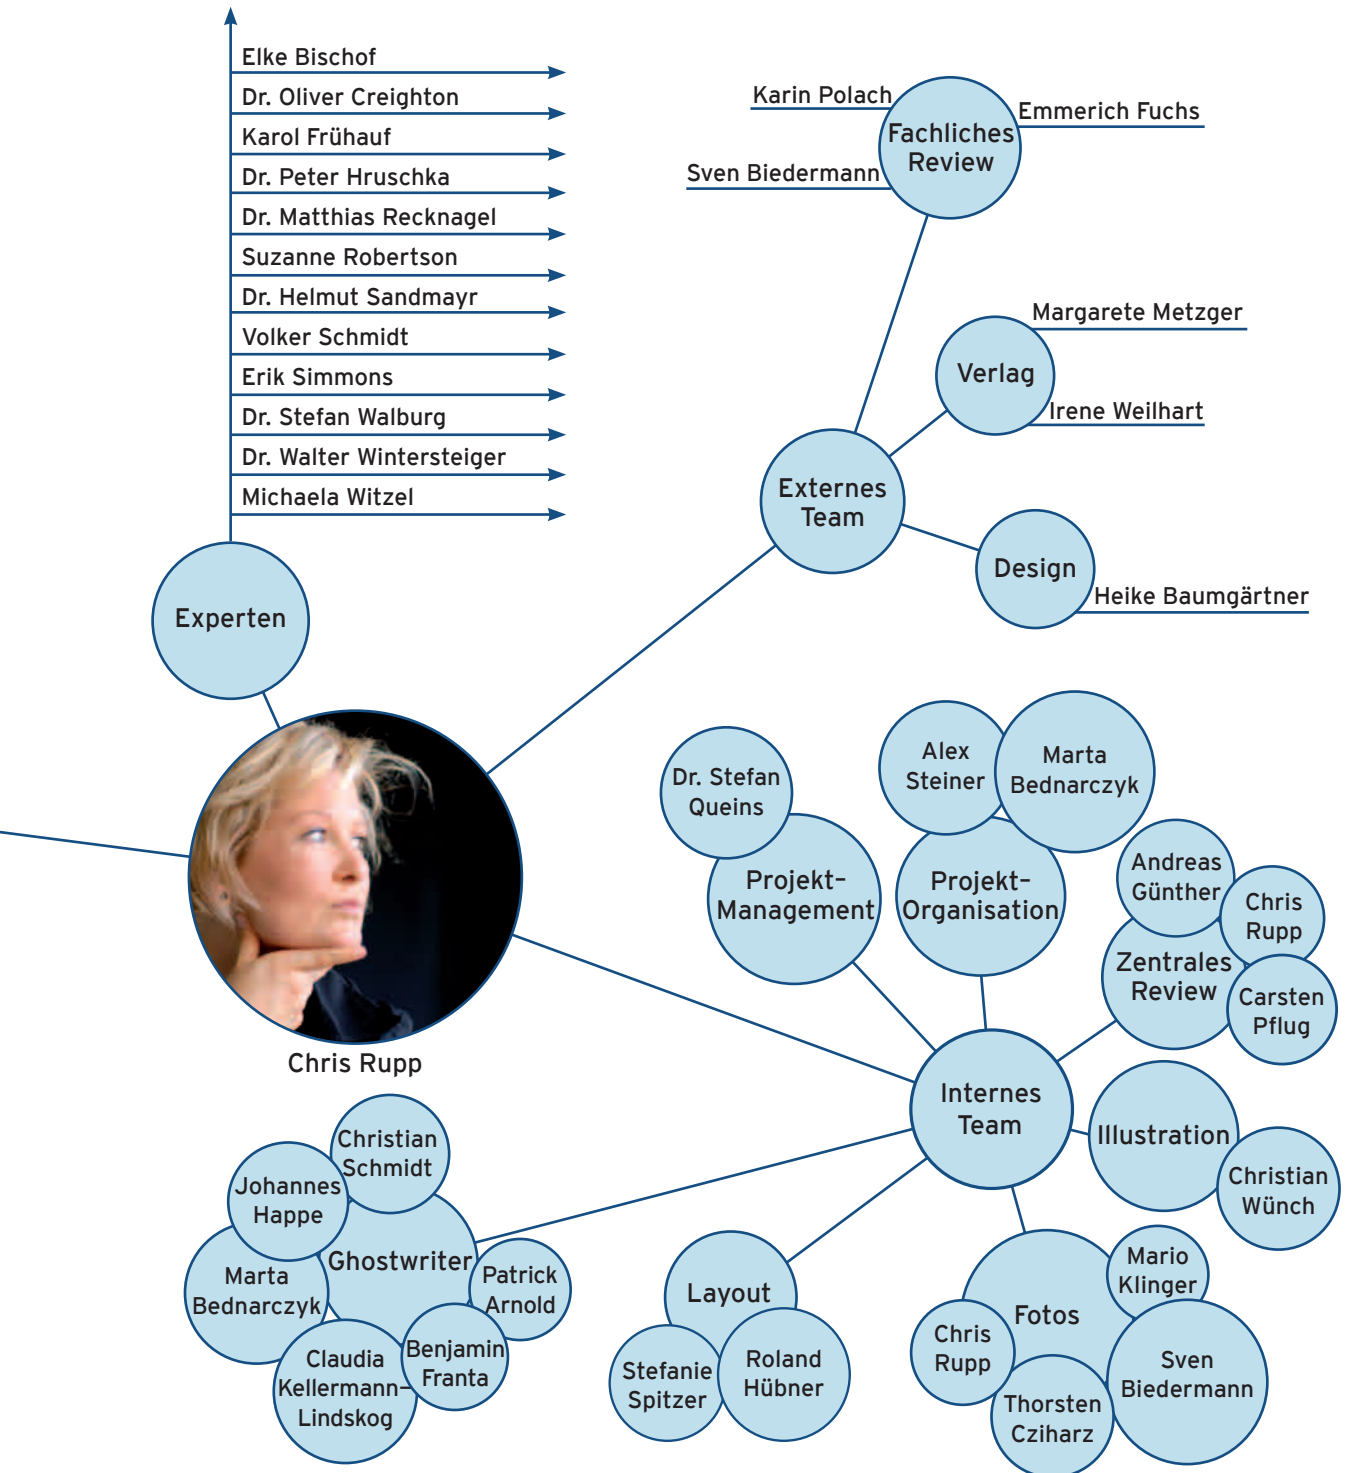 Elke Bischof
Dr. Oliver Creighton
Karol Frühauf
Dr. Peter Hruschka
Dr. Matthias Recknagel
Suzanne Robertson
Dr. Helmut Sandmayr
Volker Schmidt
Erik Simmons
Dr. Stefan Walburg
Dr. Walter Wintersteiger
Michaela Witzel
Experten
Karin Polach
Emmerich Fuchs
Fachliches
Review
Sven Biedermann
Margarete Metzger
Verlag
Irene Weilhart
Externes
Team
Design
Heike Baumgärtner
Chris Rupp
Dr. Stefan
Queins
Projekt-
Management
Alex
Steiner
Marta
Bednarczyk
Projekt-
Organisation
Andreas
Günther
Chris
Rupp
Zentrales
Review
Carsten
Pflug
Internes
Team
Illustration
Christian
Wünch
Christian
Schmidt
Johannes
Happe
Ghostwriter
Marta
Bednarczyk
Patrick
Arnold
Claudia
Kellermann-
Lindskog
Benjamin
Franta
Layout
Stefanie
Spitzer
Roland
Hübner
Mario
Klinger
Fotos
Chris
Rupp
Sven
Biedermann
Thorsten
Cziharz